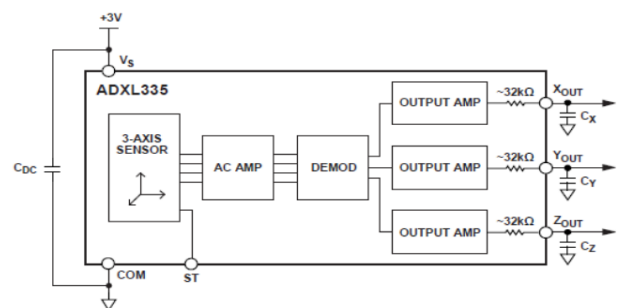 +3V
VS
ADXL335
3-AXIS
SENSOR
AC AMP
DEMOD
OUTPUT AMP
~32kΩ
XOUT
CX
OUTPUT AMP
~32kΩ
YOUT
CY
OUTPUT AMP
~32kΩ
ZOUT
CZ
CDC
COM
ST